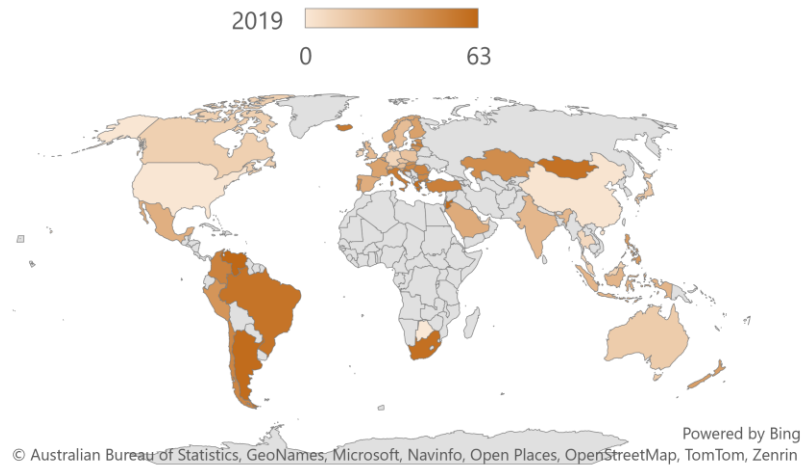 2019
0 63
Powered by Bing
© Australian Bureau of Statistics, GeoNames, Microsoft, Navinfo, Open Places, OpenStreetMap, TomTom, Zenrin